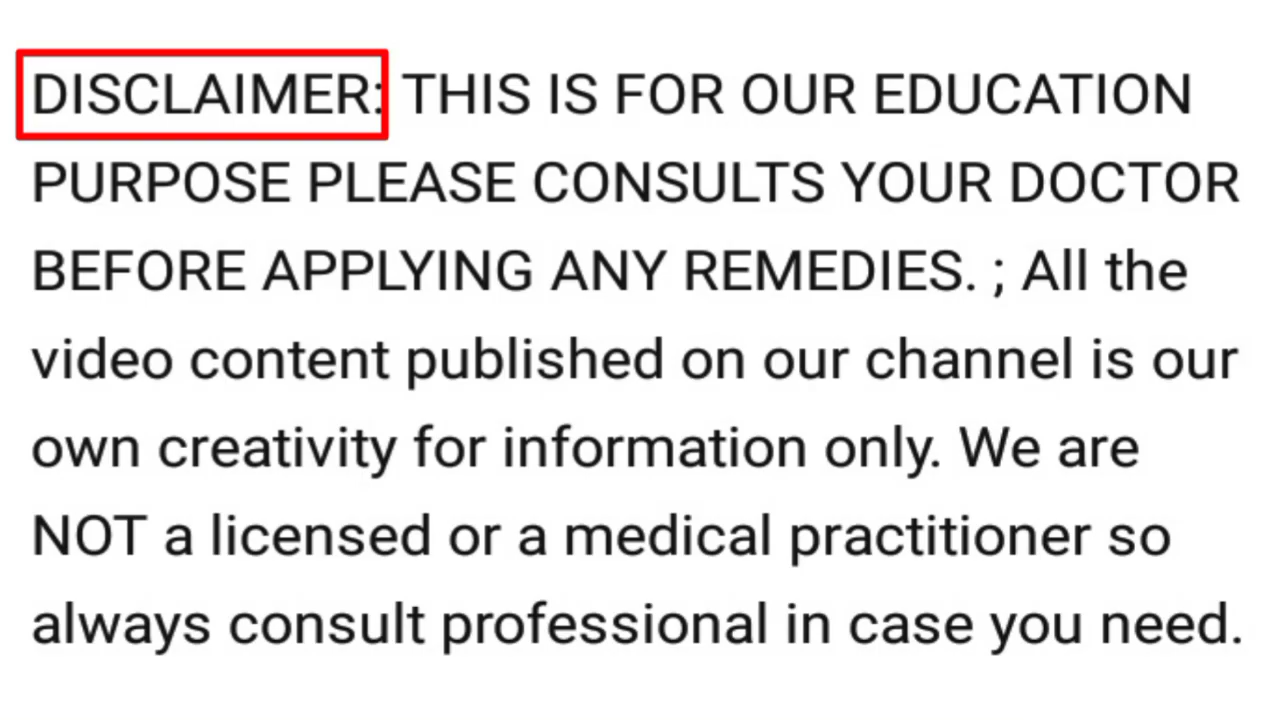 DISCLAIMER: THIS IS FOR OUR EDUCATION
PURPOSE PLEASE CONSULTS YOUR DOCTOR
BEFORE APPLYING ANY REMEDIES. ; All the
video content published on our channel is our
own creativity for information only. We are
NOT a licensed or a medical practitioner so
always consult professional in case you need.